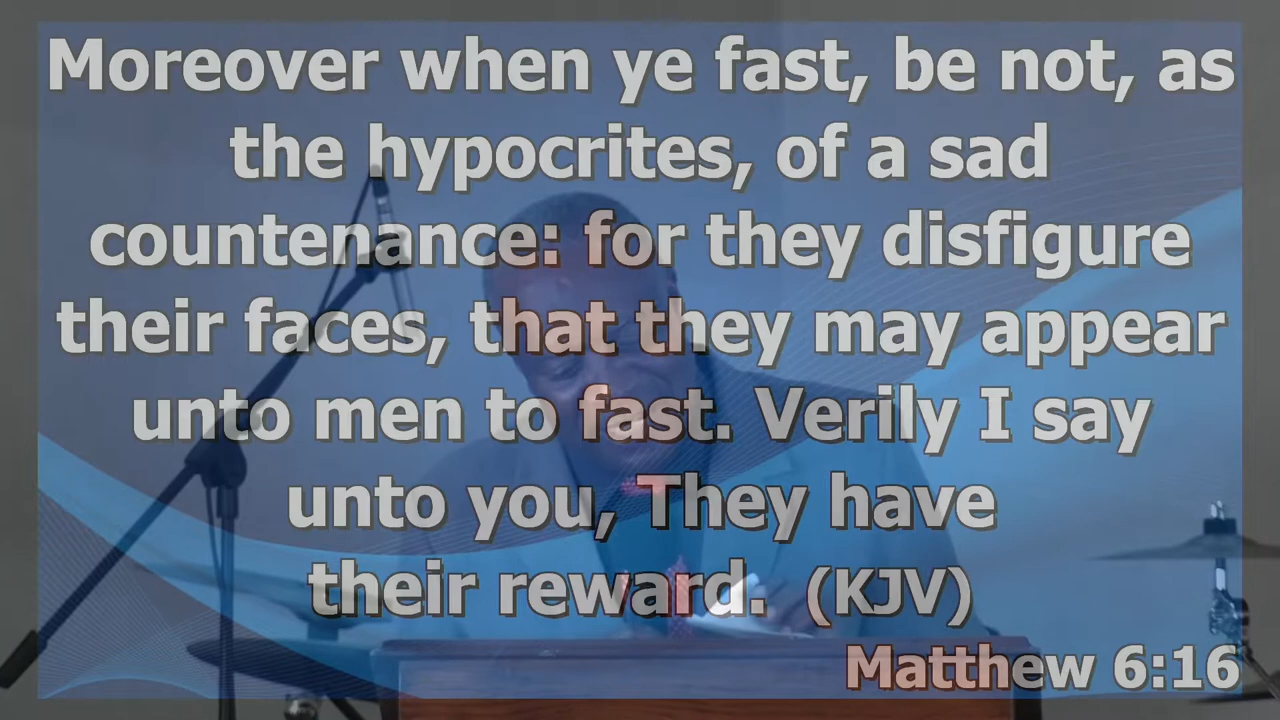 Moreover when ye fast, be not, as
the hypocrites, of a sad
countenance: for they disfigure
their faces, that they may appear
unto men to fast. Verily I say
unto you, They have
their reward. (KJV)
Matthew 6:16